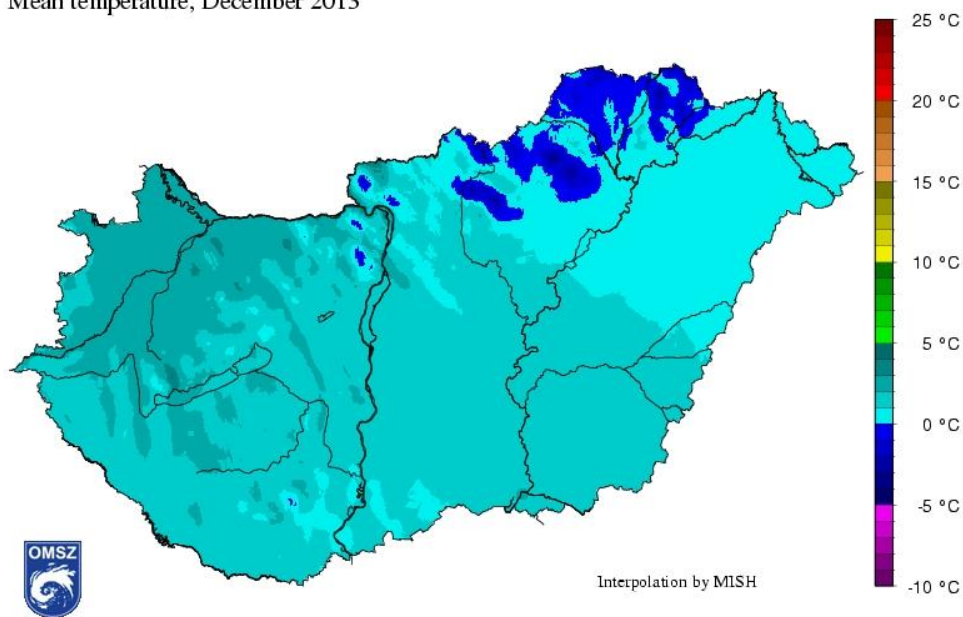 Mean temperature, December 2013
25 °C
20 °C
15 °C
10 °C
5 °C
0 °C
-5 °C
-10 °C
OMSZ
Interpolation by MISH